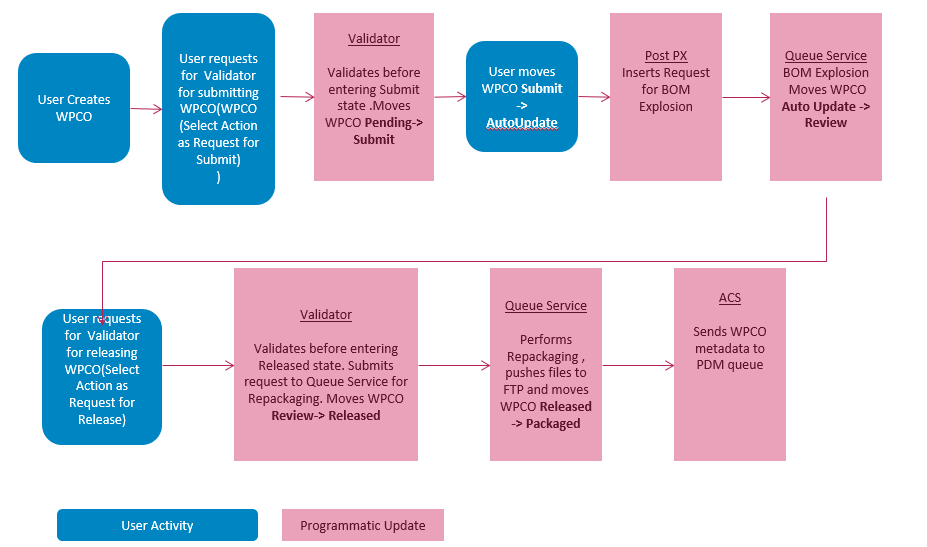 User Creates
WPCO
User requests
for  Validator
for submitting
WPCO(WPCO
(Select Action
as Request for
Submit)
)
Validator
Validates before
entering Submit
state .Moves
WPCO Pending->
Submit
User moves
WPCO Submit
->
AutoUpdate
Post PX
Inserts Request
for BOM
Explosion
Queue Service
BOM Explosion
Moves WPCO
Auto Update ->
Review
User requests
for  Validator
for releasing
WPCO(Select
Action as
Request for
Release)
Validator
Validates before entering
Released state. Submits
request to Queue Service for
Repackaging. Moves WPCO
Review-> Released
Queue Service
Performs
Repackaging ,
pushes files to
FTP and moves
WPCO Released
-> Packaged
ACS
Sends WPCO
metadata to
PDM queue
User Activity
Programmatic Update